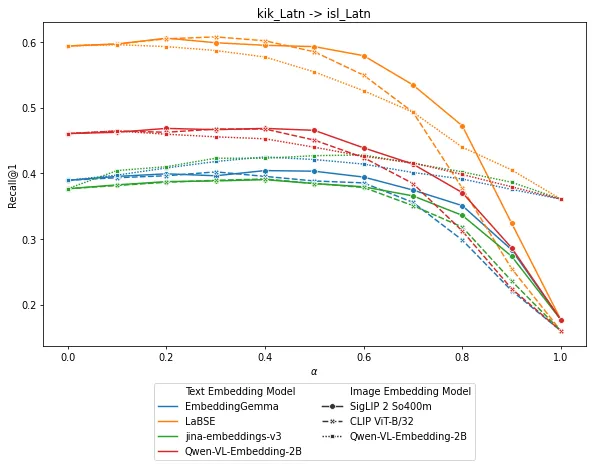 kik_Latn -> isl_Latn
Recall@1
0.6
0.5
0.4
0.3
0.2
0.0 0.2 0.4 0.6 0.8 1.0
α
Text Embedding Model Image Embedding Model
EmbeddingGemma SigLIP 2 So400m
LaBSE CLIP ViT-B/32
jina-embeddings-v3 Qwen-VL-Embedding-2B
Qwen-VL-Embedding-2B